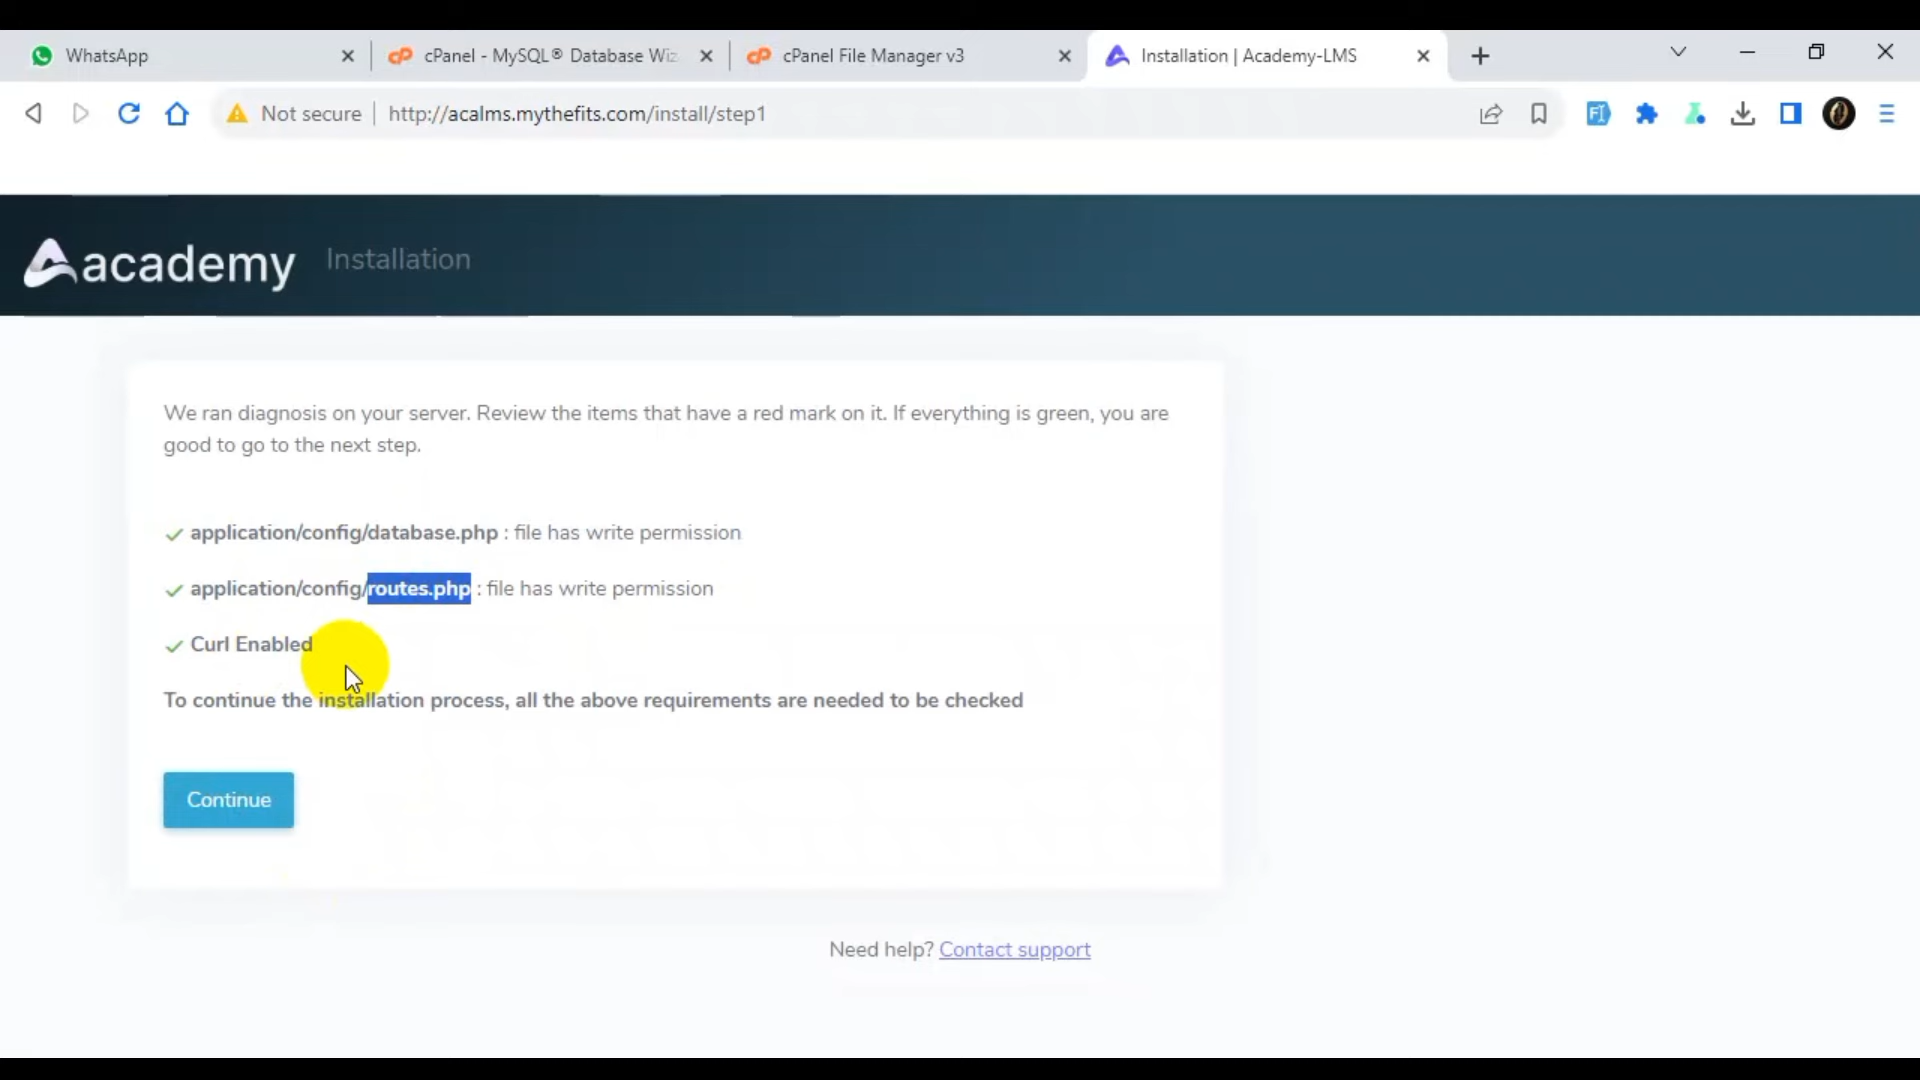 WhatsApp
cPanel - MySQL® Database Wiz
cPanel File Manager v3
Installation | Academy-LMS
Not secure
http://acalms.mythefits.com/install/step1
academy
Installation
We ran diagnosis on your server. Review the items that have a red mark on it. If everything is green, you are
good to go to the next step.
application/config/database.php : file has write permission
application/config/routes.php : file has write permission
Curl Enabled
To continue the installation process, all the above requirements are needed to be checked
Continue
Need help? Contact support